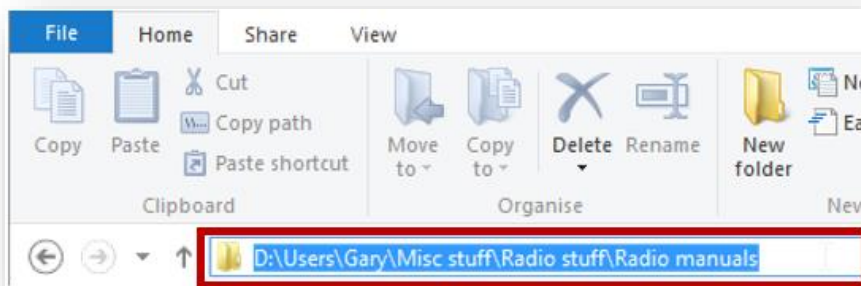 File Home Share View
Cut
Copy path
Paste shortcut
Copy Paste Move to Copy to Delete Rename New folder
Clipboard Organise
D:\Users\Gary\Misc stuff\Radio stuff\Radio manuals